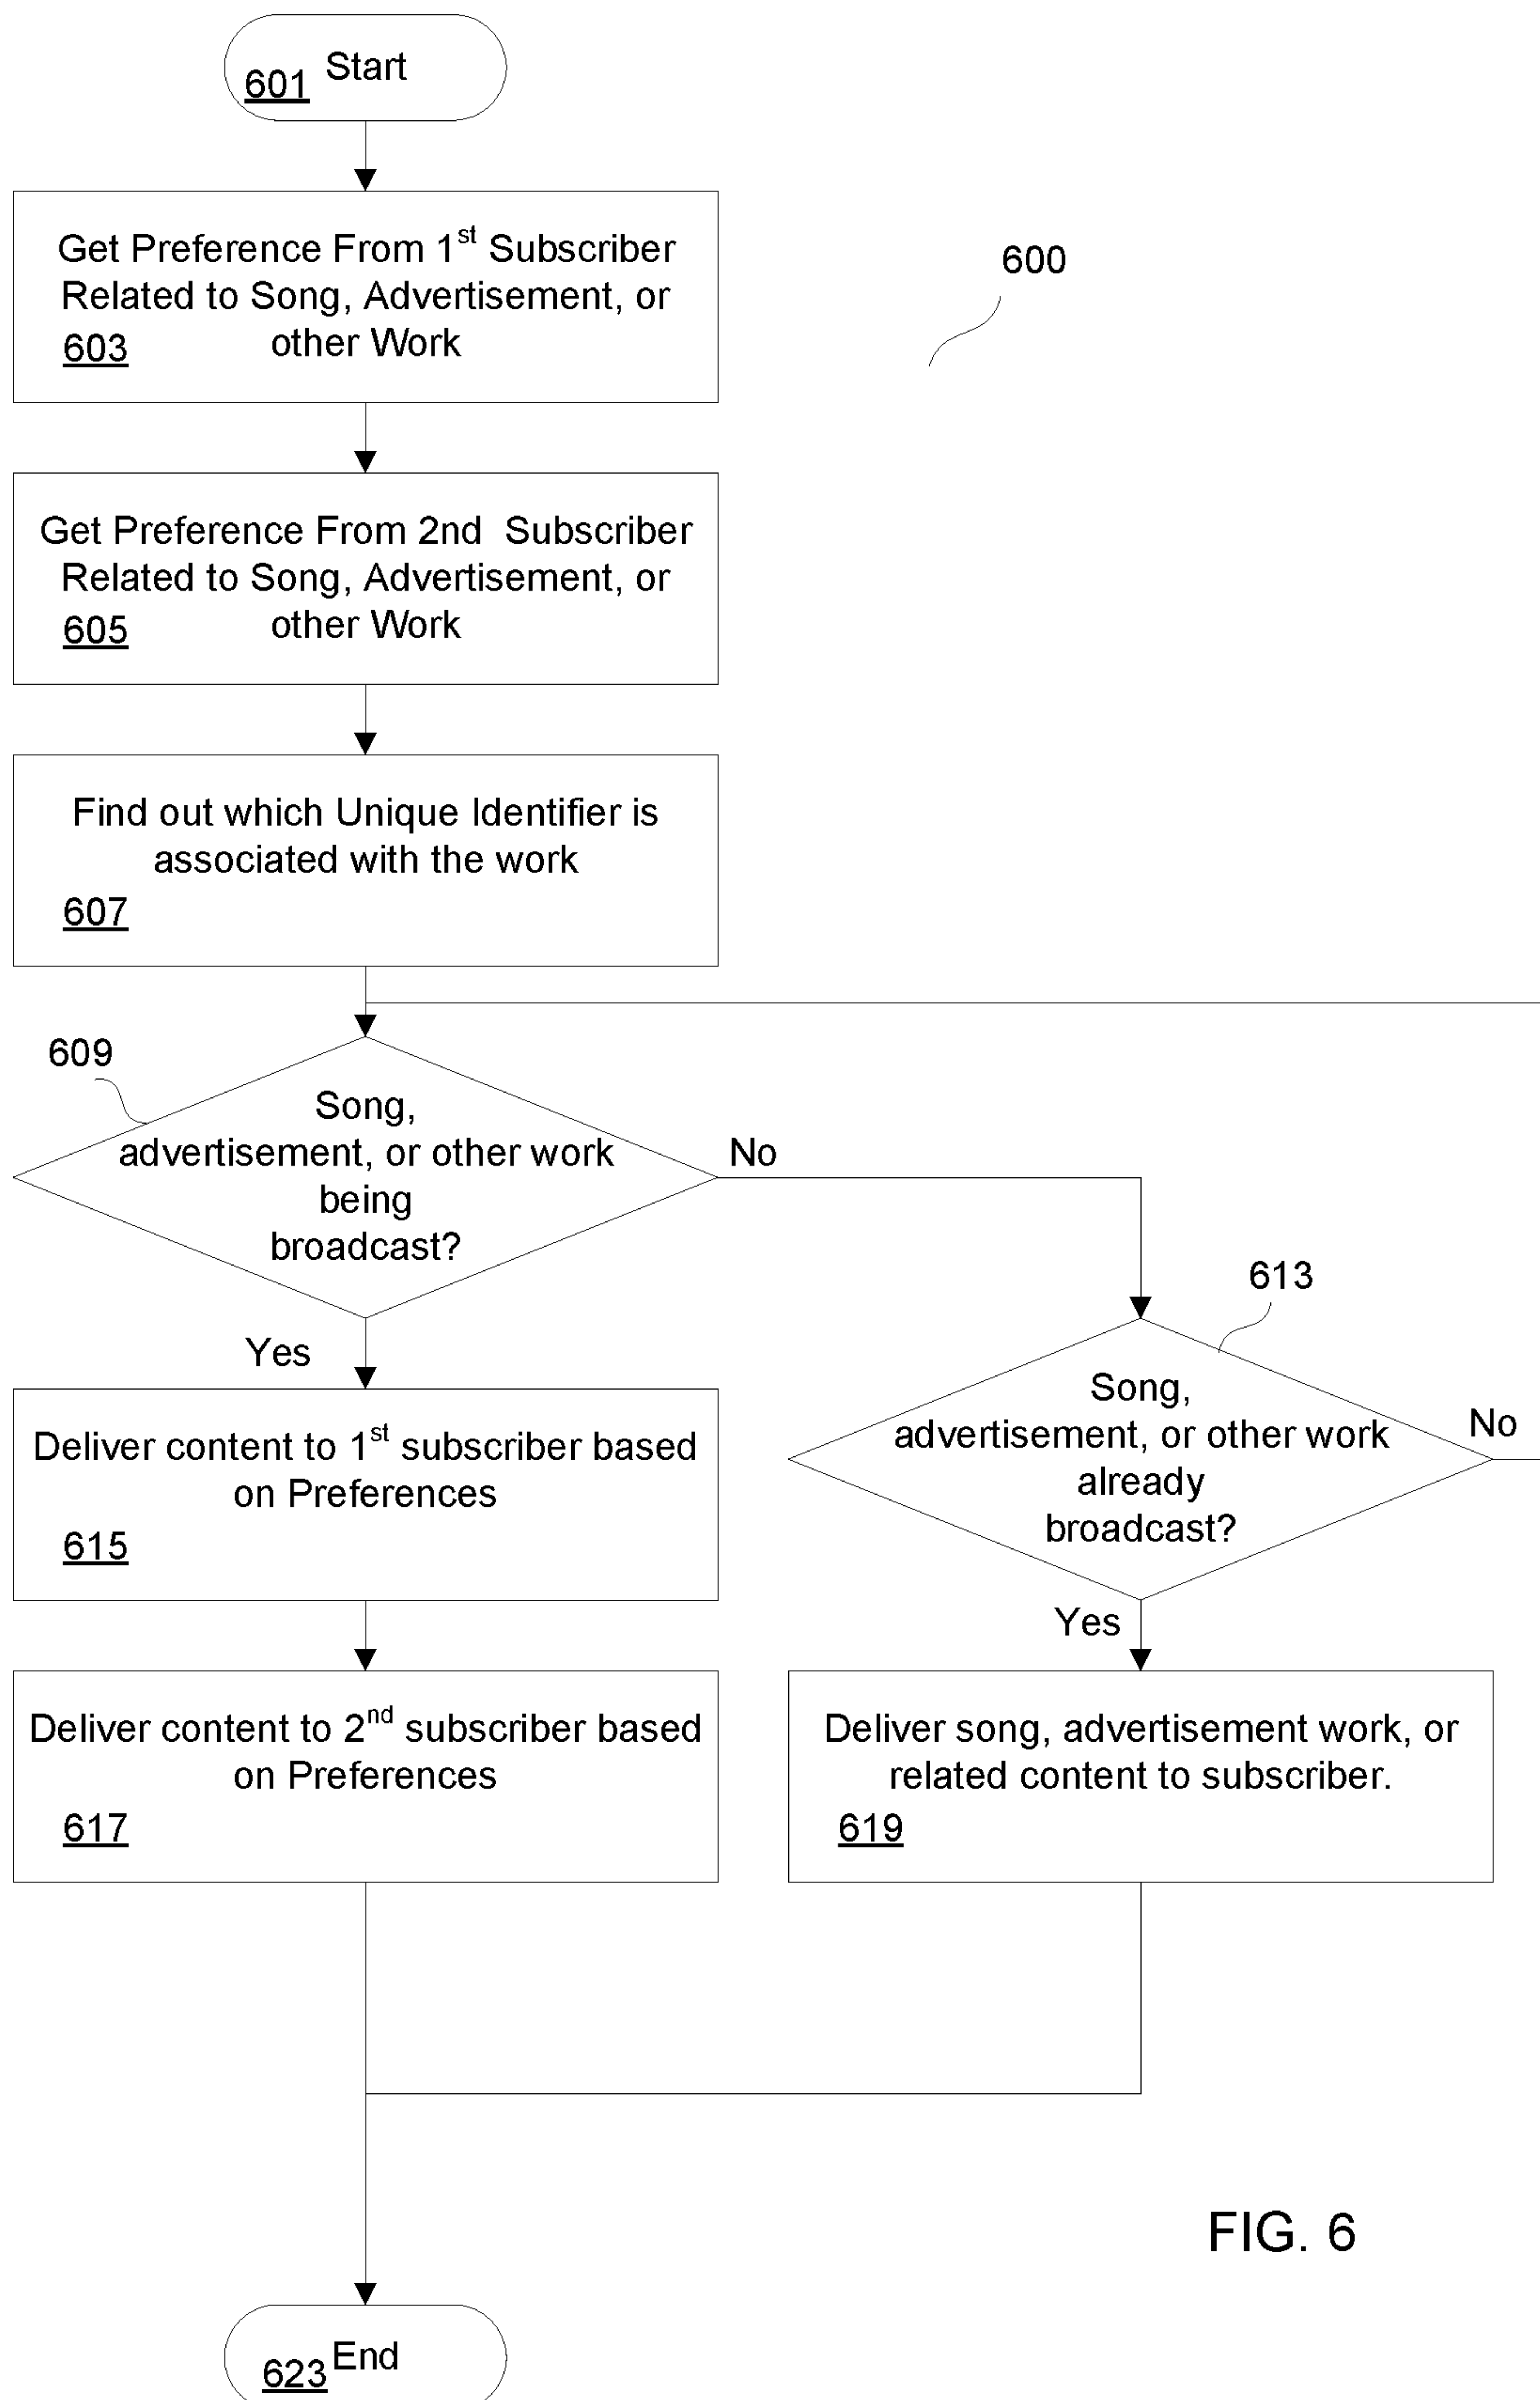 Start
601
Get Preference From 1st Subscriber
Related to Song, Advertisement, or
other Work
603
600
Get Preference From 2nd Subscriber
Related to Song, Advertisement, or
other Work
605
Find out which Unique Identifier is
associated with the work
607
609
Song,
advertisement, or other work
being
broadcast?
No
Yes
613
Song,
advertisement, or other work
already
broadcast?
No
Yes
Deliver content to 1st subscriber based
on Preferences
615
Deliver content to 2nd subscriber based
on Preferences
617
Deliver song, advertisement work, or
related content to subscriber.
619
FIG. 6
End
623